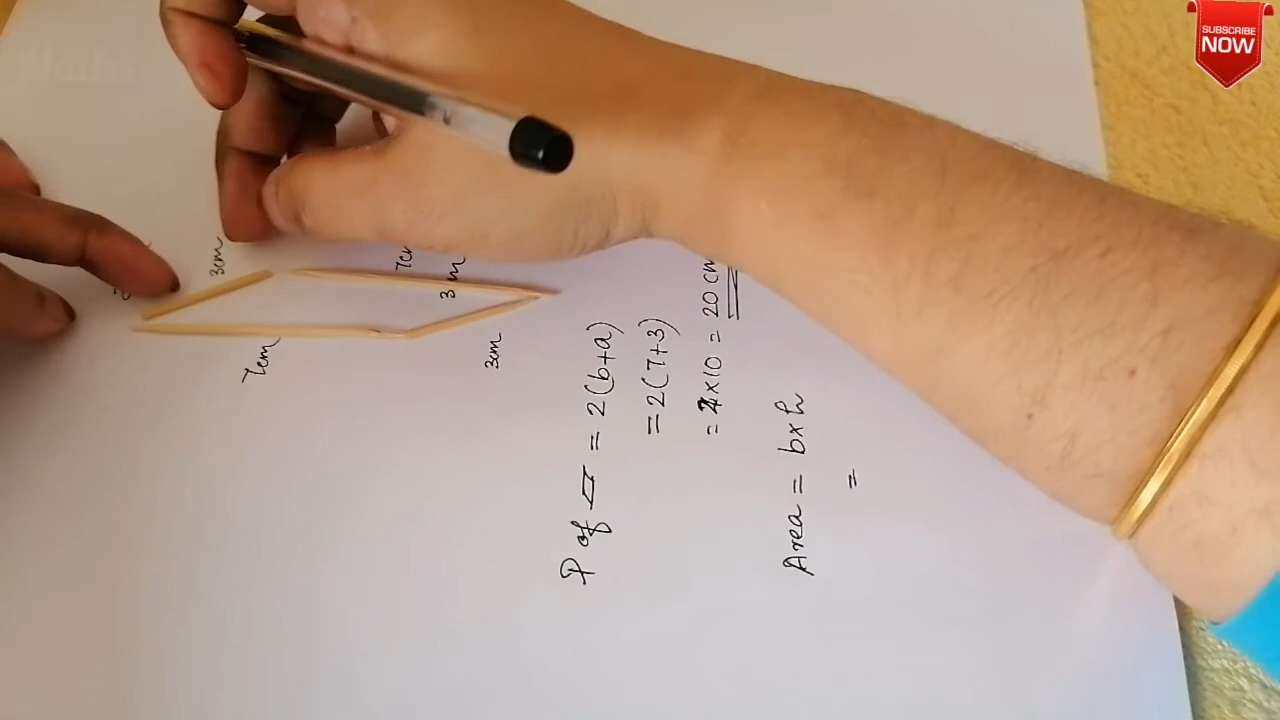 SUBSCRIBE
NOW
3cm
7cm
3cm
7cm
3cm
P of ▱ = 2(b+a)
= 2(7+3)
= 2×10 = 20 cm
Area = b×h
=